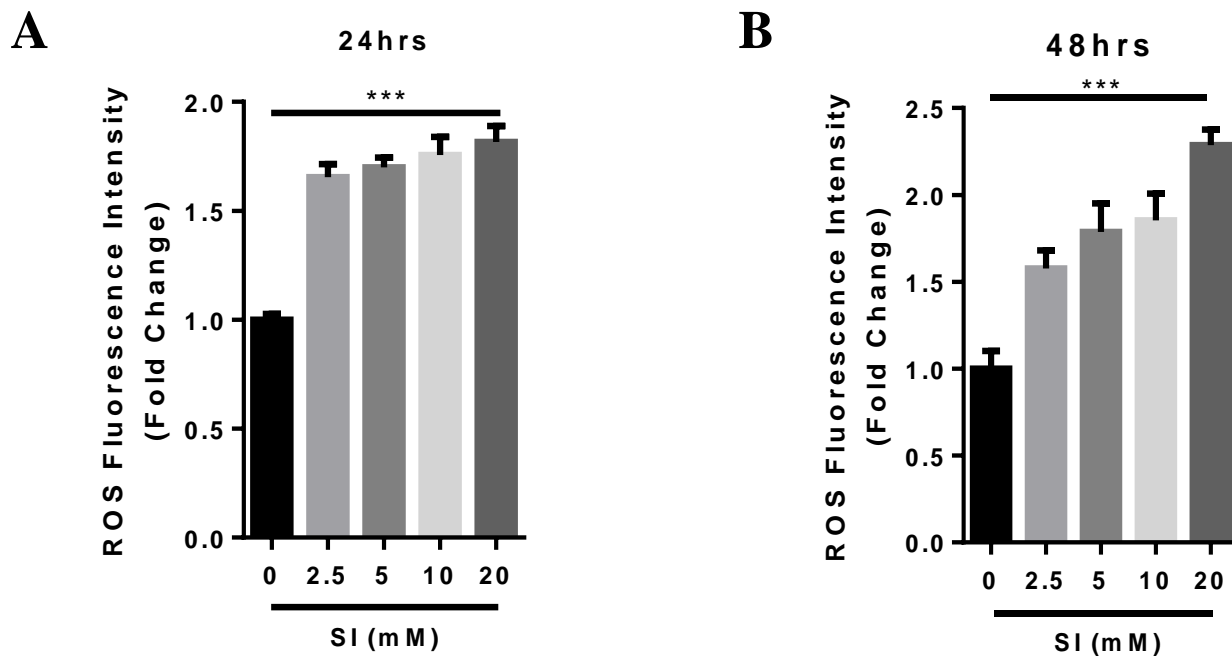 A
24hrs
***
ROS Fluorescence Intensity
(Fold Change)
2.0
1.5
1.0
0.5
0.0
0 2.5 5 10 20
SI (mM)
B
48hrs
***
ROS Fluorescence Intensity
(Fold Change)
2.5
2.0
1.5
1.0
0.5
0.0
0 2.5 5 10 20
SI (mM)